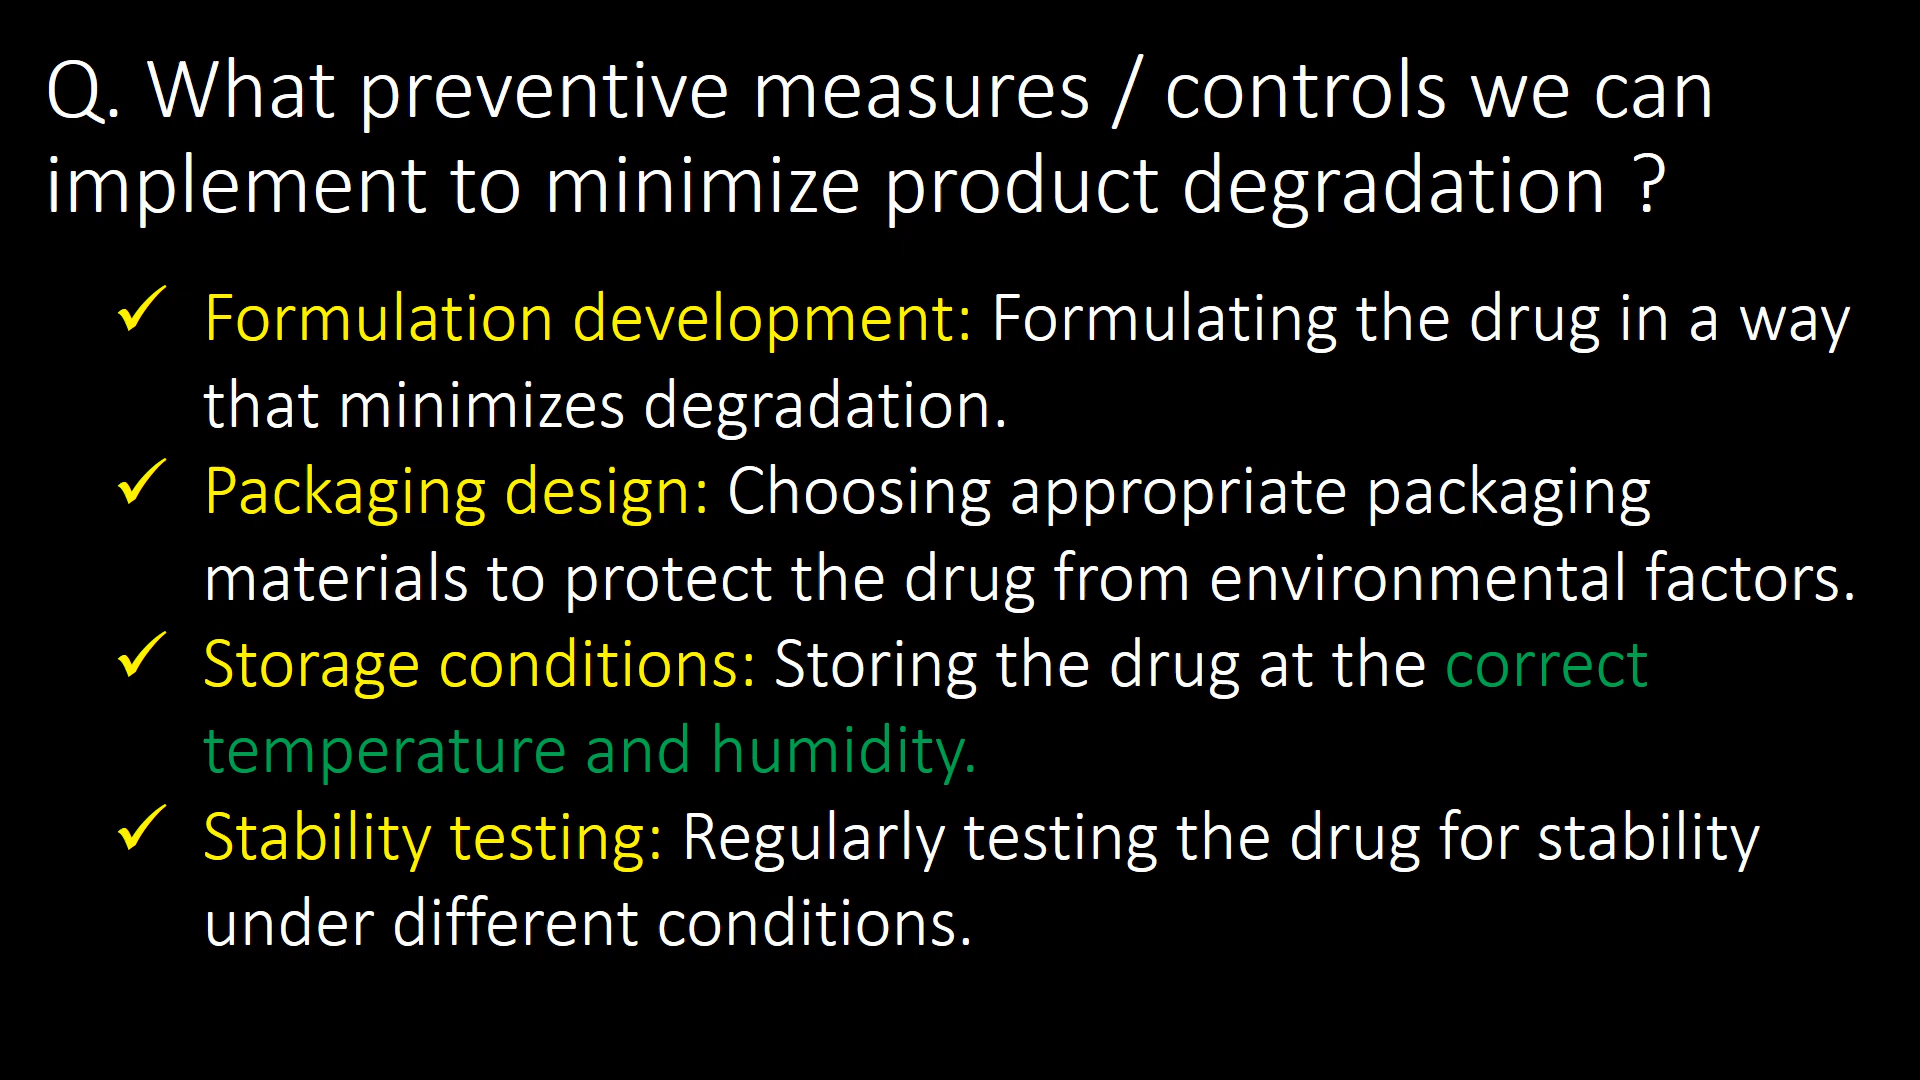 Q. What preventive measures / controls we can
implement to minimize product degradation ?
✓ Formulation development: Formulating the drug in a way
that minimizes degradation.
✓ Packaging design: Choosing appropriate packaging
materials to protect the drug from environmental factors.
✓ Storage conditions: Storing the drug at the correct
temperature and humidity.
✓ Stability testing: Regularly testing the drug for stability
under different conditions.